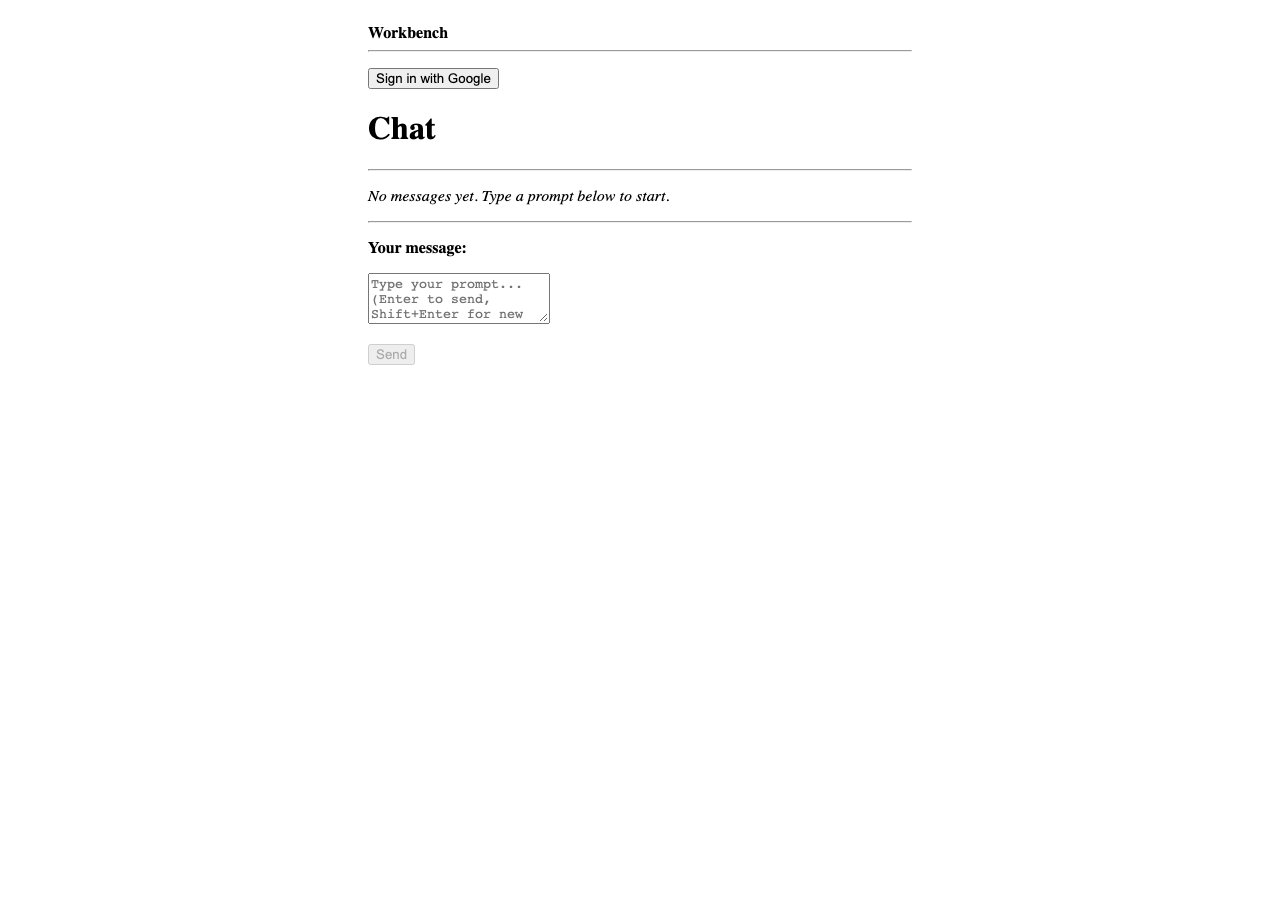 Workbench
Sign in with Google
Chat
No messages yet. Type a prompt below to start.
Your message:
Type your prompt...
(Enter to send,
Shift+Enter for new
Send